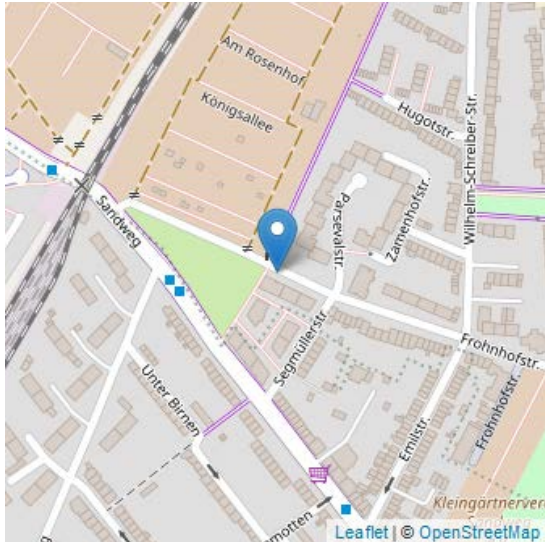 Am Rosenhof
Königsallee
Hugotstr.
Wilhelm-Schreiber-Str.
Parsevalstr.
Zamenhofstr.
Sandweg
Segmüllerstr
Frohnhofstr.
Frohnhofstr.
Unter Birnen
Emilstr.
Kleingärtnerver
Leaflet | © OpenStreetMap